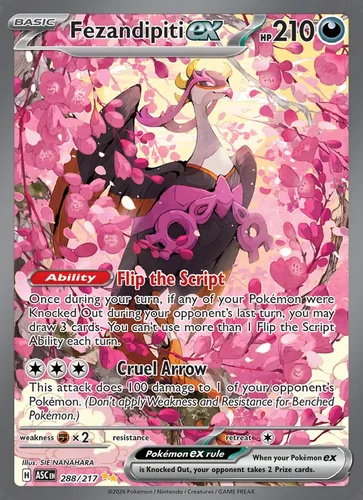 BASIC Fezandipiti ex HP 210
Ability Flip the Script
Once during your turn, if any of your Pokémon were
Knocked Out during your opponent's last turn, you may
draw 3 cards. You can't use more than 1 Flip the Script
Ability each turn.
Cruel Arrow
This attack does 100 damage to 1 of your opponent's
Pokémon. (Don't apply Weakness and Resistance for Benched
Pokémon.)
weakness ×2 resistance retreat
Illus. SIE NANAHARA
Pokémon ex rule
When your Pokémon ex
is Knocked Out, your opponent takes 2 Prize cards.
H ASC EN 288/217
©2026 Pokémon / Nintendo / Creatures / GAME FREAK